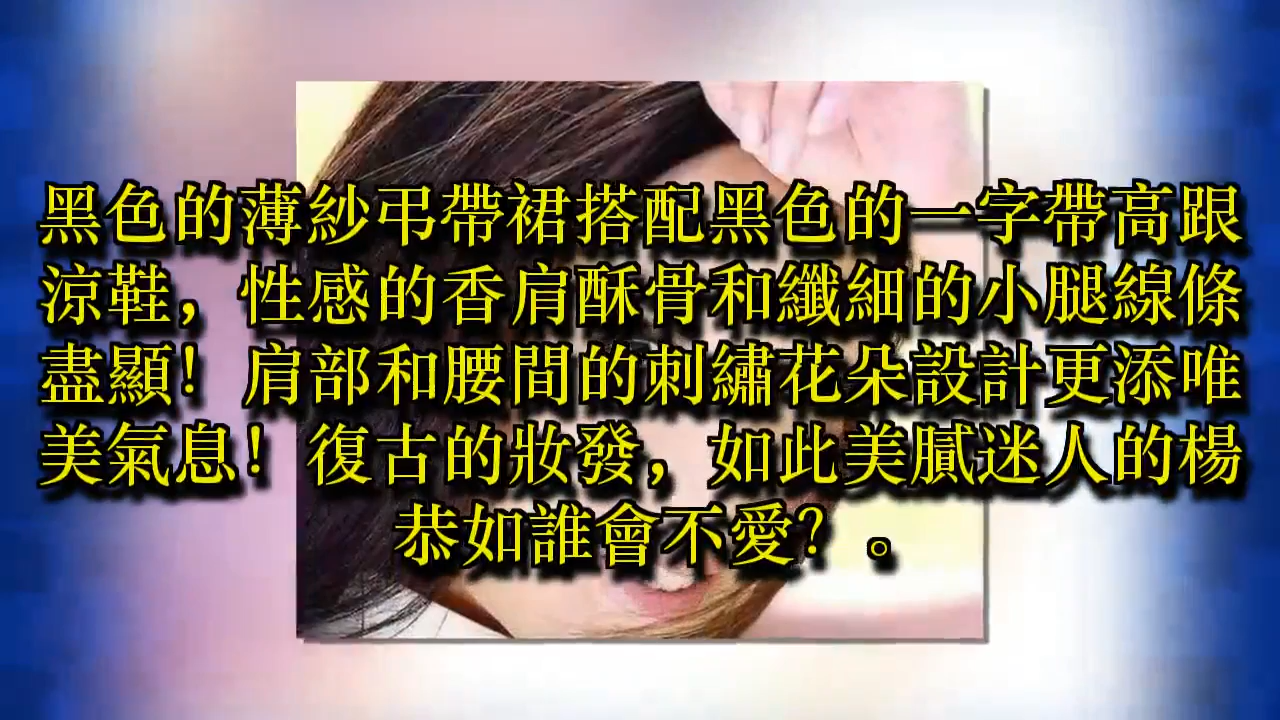 黑色的薄紗弔帶裙搭配黑色的一字帶高跟
涼鞋，性感的香肩酥骨和纖細的小腿線條
盡顯！肩部和腰間的刺繡花朵設計更添唯
美氣息！復古的妝發，如此美膩迷人的楊
恭如誰會不愛？。